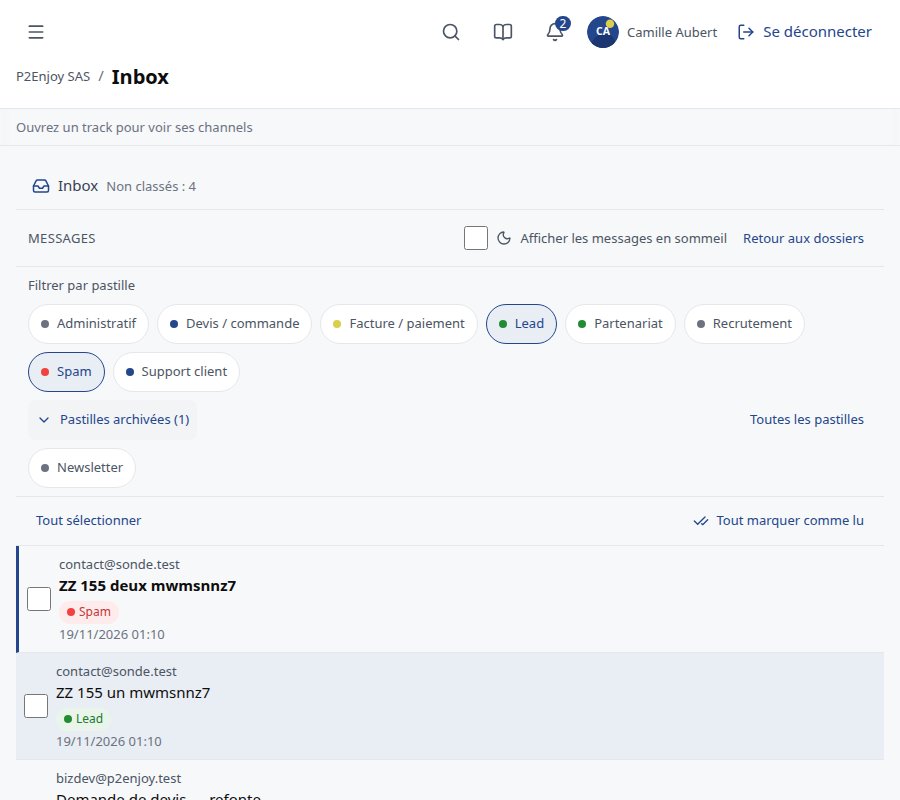 2
CA Camille Aubert Se déconnecter
P2Enjoy SAS / Inbox
Ouvrez un track pour voir ses channels
Inbox Non classés : 4
MESSAGES Afficher les messages en sommeil Retour aux dossiers
Filtrer par pastille
Administratif Devis / commande Facture / paiement Lead Partenariat Recrutement
Spam Support client
Pastilles archivées (1) Toutes les pastilles
Newsletter
Tout sélectionner Tout marquer comme lu
contact@sonde.test
ZZ 155 deux mwmsnnz7
Spam
19/11/2026 01:10
contact@sonde.test
ZZ 155 un mwmsnnz7
Lead
19/11/2026 01:10
bizdev@p2enjoy.test
Demande de devis — refonte